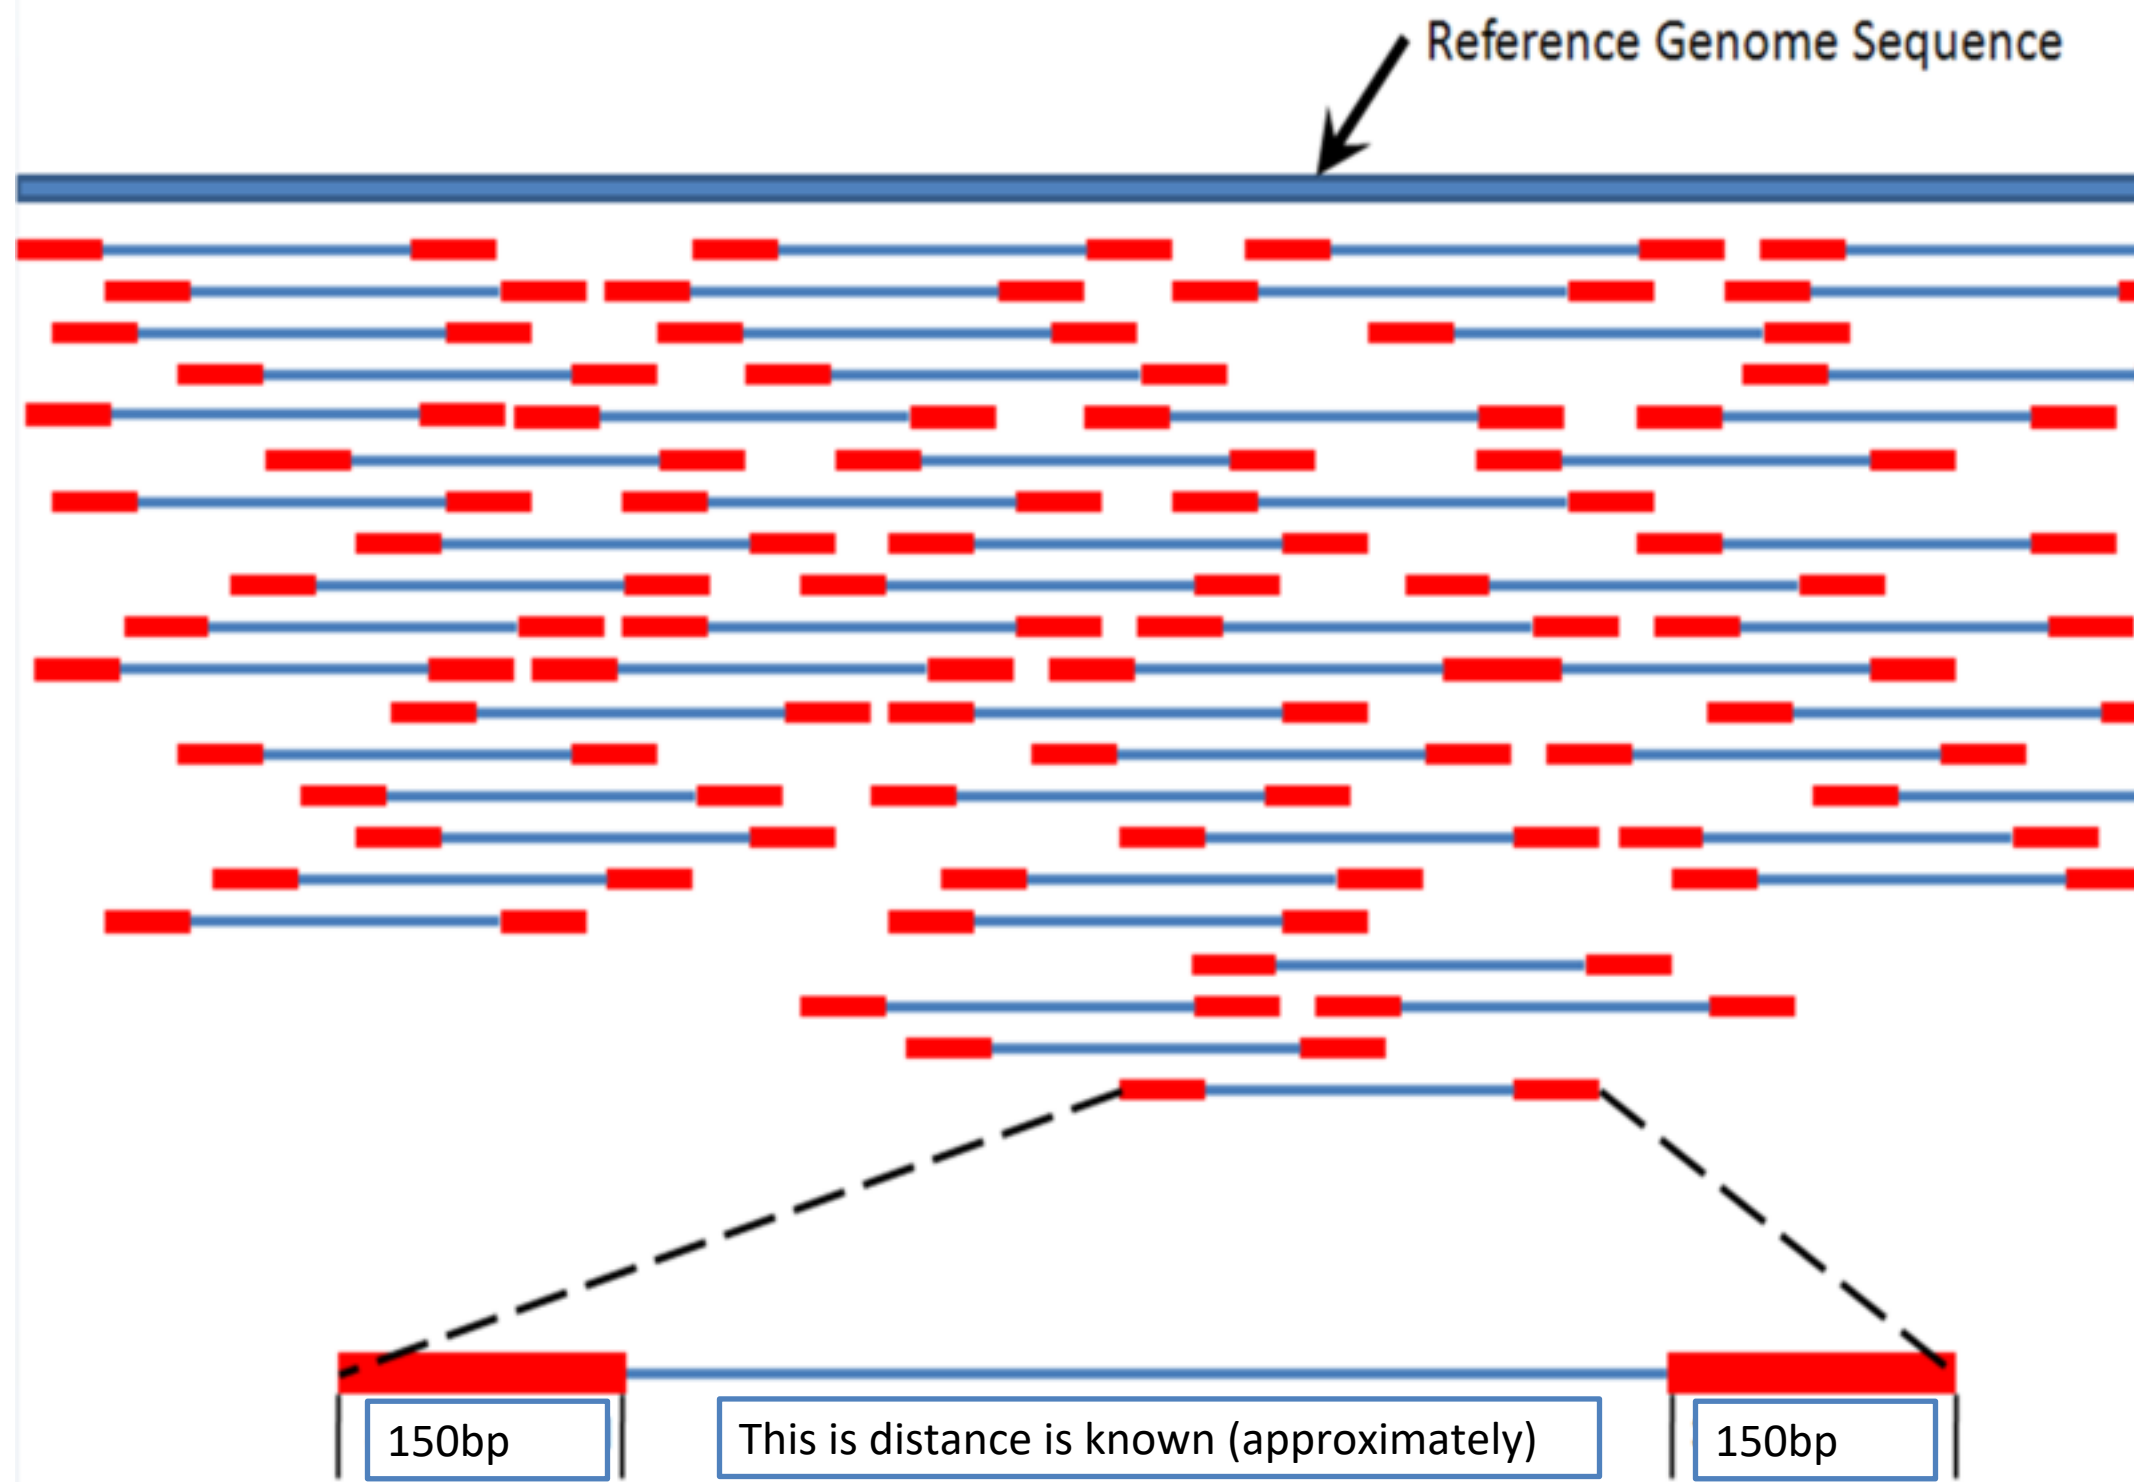 Reference Genome Sequence
150bp
This is distance is known (approximately)
150bp